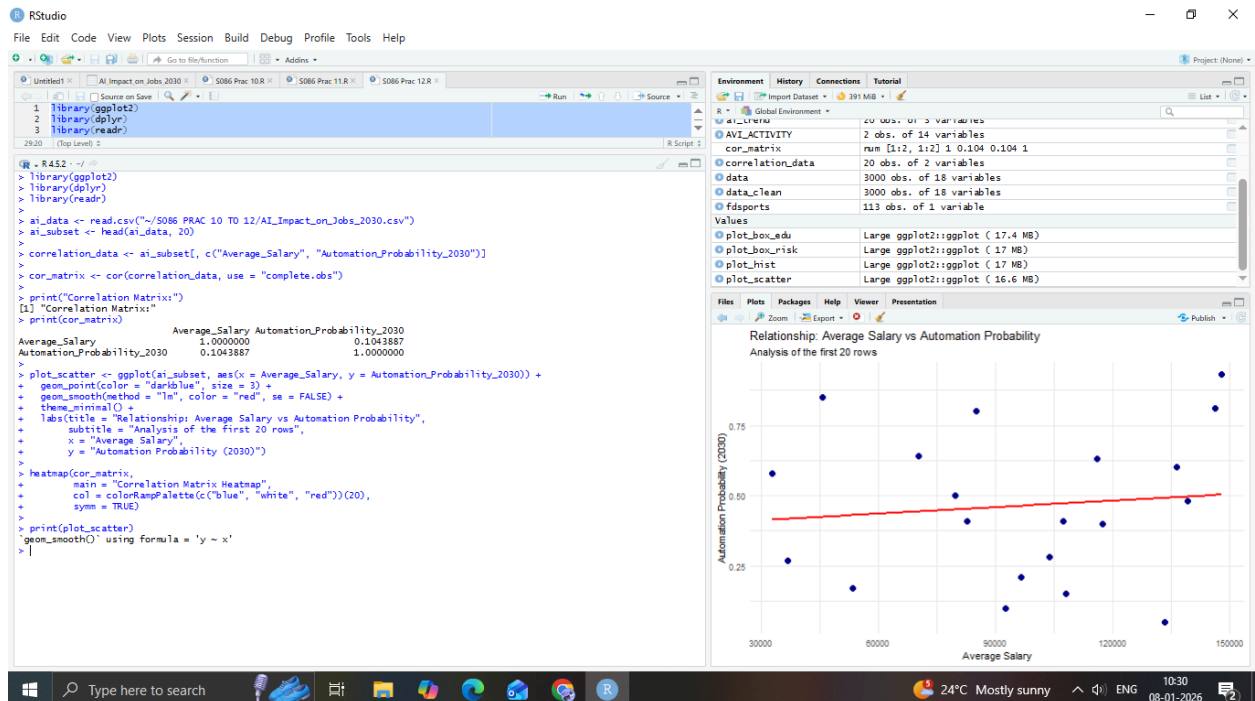 RStudio
File Edit Code View Plots Session Build Debug Profile Tools Help
Go to file/function Addins Project: (None)
Untitled1 AI_Impact_on_Jobs_2030 S086 Prac 10.R S086 Prac 11.R S086 Prac 12.R
Source on Save Run Source
1 library(ggplot2)
2 library(dplyr)
3 library(readr)
29:20 (Top Level) R Script
R 4.5.2 · ~/
> library(ggplot2)
> library(dplyr)
> library(readr)
>
> ai_data <- read.csv("~/S086 PRAC 10 TO 12/AI_Impact_on_Jobs_2030.csv")
> ai_subset <- head(ai_data, 20)
>
> correlation_data <- ai_subset[, c("Average_Salary", "Automation_Probability_2030")]
>
> cor_matrix <- cor(correlation_data, use = "complete.obs")
>
> print("Correlation Matrix:")
[1] "Correlation Matrix:"
> print(cor_matrix)
Average_Salary Automation_Probability_2030
Average_Salary 1.0000000 0.1043887
Automation_Probability_2030 0.1043887 1.0000000
>
> plot_scatter <- ggplot(ai_subset, aes(x = Average_Salary, y = Automation_Probability_2030)) +
+ geom_point(color = "darkblue", size = 3) +
+ geom_smooth(method = "lm", color = "red", se = FALSE) +
+ theme_minimal() +
+ labs(title = "Relationship: Average Salary vs Automation Probability",
+ subtitle = "Analysis of the first 20 rows",
+ x = "Average Salary",
+ y = "Automation Probability (2030)")
>
> heatmap(cor_matrix,
+ main = "Correlation Matrix Heatmap",
+ col = colorRampPalette(c("blue", "white", "red"))(20),
+ symm = TRUE)
>
> print(plot_scatter)
`geom_smooth()` using formula = 'y ~ x'
>
Environment History Connections Tutorial
Import Dataset 391 MiB List
R Global Environment
ai_trend 20 obs. of 3 variables
AVI_ACTIVITY 2 obs. of 14 variables
cor_matrix num [1:2, 1:2] 1 0.104 0.104 1
correlation_data 20 obs. of 2 variables
data 3000 obs. of 18 variables
data_clean 3000 obs. of 18 variables
fdsports 113 obs. of 1 variable
Values
plot_box_edu Large ggplot2::ggplot ( 17.4 MB)
plot_box_risk Large ggplot2::ggplot ( 17 MB)
plot_hist Large ggplot2::ggplot ( 17 MB)
plot_scatter Large ggplot2::ggplot ( 16.6 MB)
Files Plots Packages Help Viewer Presentation
Zoom Export Publish
Relationship: Average Salary vs Automation Probability
Analysis of the first 20 rows
Automation Probability (2030)
0.75
0.50
0.25
30000 60000 90000 120000 150000
Average Salary
Type here to search
24°C Mostly sunny ENG
10:30
08-01-2026
2